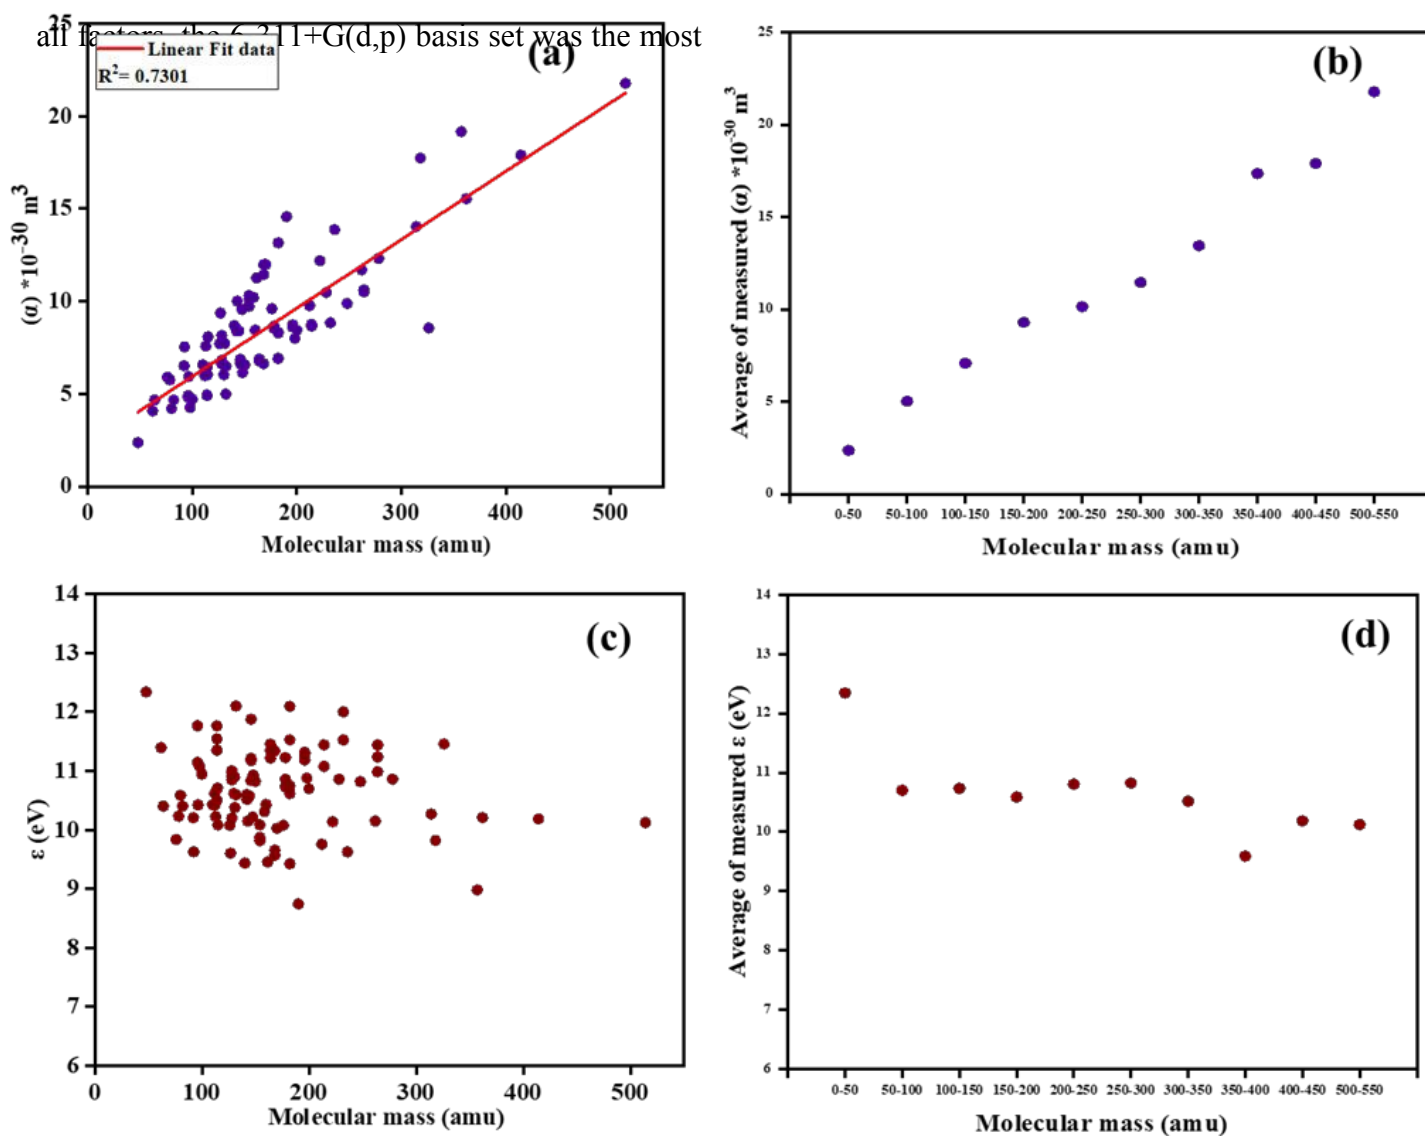 all factors, the 6-311+G(d,p) basis set was the most
(a)
Linear Fit data
R²= 0.7301
(α) *10⁻³⁰ m³
25
20
15
10
5
0
0 100 200 300 400 500
Molecular mass (amu)
(b)
Average of measured (α) *10⁻³⁰ m³
25
20
15
10
5
0
0-50 50-100 100-150 150-200 200-250 250-300 300-350 350-400 400-450 500-550
Molecular mass (amu)
(c)
ε (eV)
14
13
12
11
10
9
8
7
6
0 100 200 300 400 500
Molecular mass (amu)
(d)
Average of measured ε (eV)
14
13
12
11
10
9
8
7
6
0-50 50-100 100-150 150-200 200-250 250-300 300-350 350-400 400-450 500-550
Molecular mass (amu)